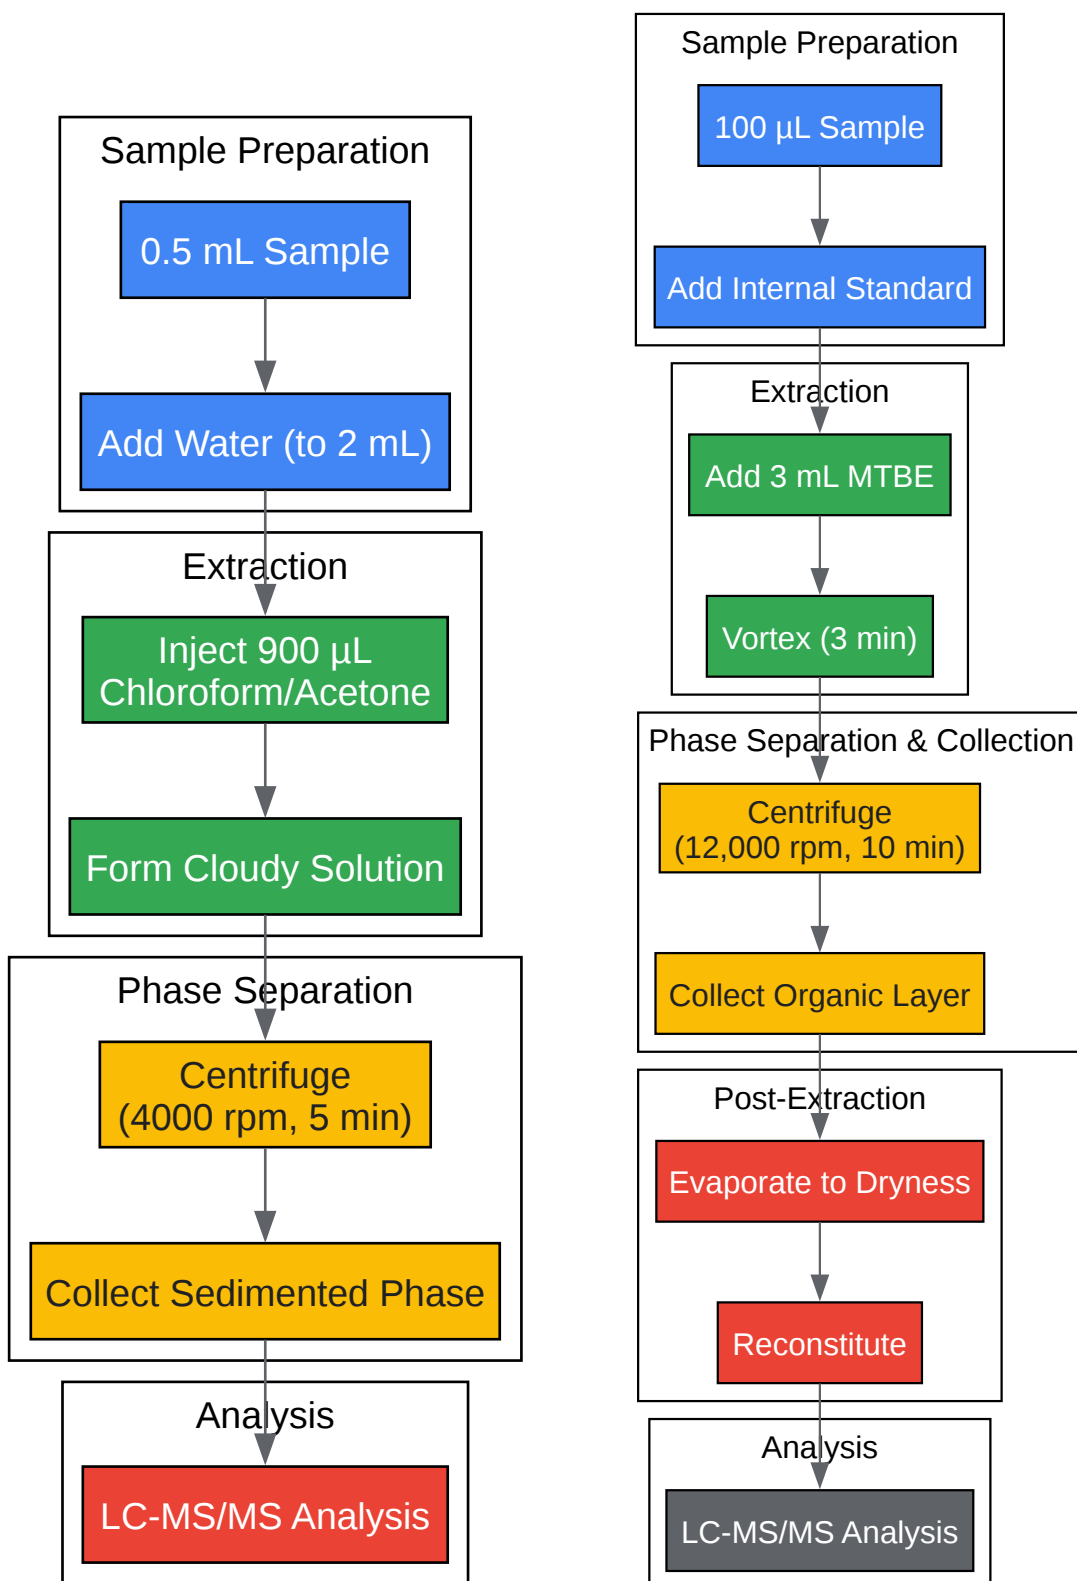 Sample Preparation
0.5 mL Sample
Add Water (to 2 mL)
Extraction
Inject 900 µL
Chloroform/Acetone
Form Cloudy Solution
Phase Separation
Centrifuge
(4000 rpm, 5 min)
Collect Sedimented Phase
Analysis
LC-MS/MS Analysis
Sample Preparation
100 µL Sample
Add Internal Standard
Extraction
Add 3 mL MTBE
Vortex (3 min)
Phase Separation & Collection
Centrifuge
(12,000 rpm, 10 min)
Collect Organic Layer
Post-Extraction
Evaporate to Dryness
Reconstitute
Analysis
LC-MS/MS Analysis